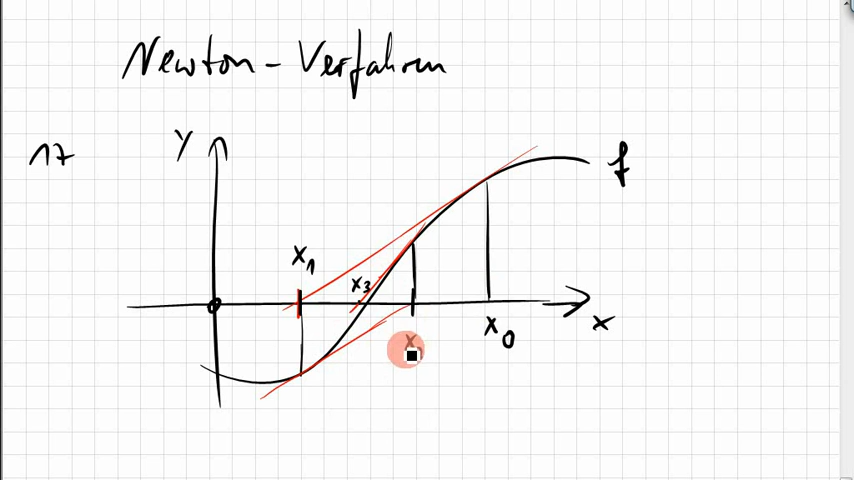 Newton-Verfahren
17
y
f
x₁
x₃
x
x₀